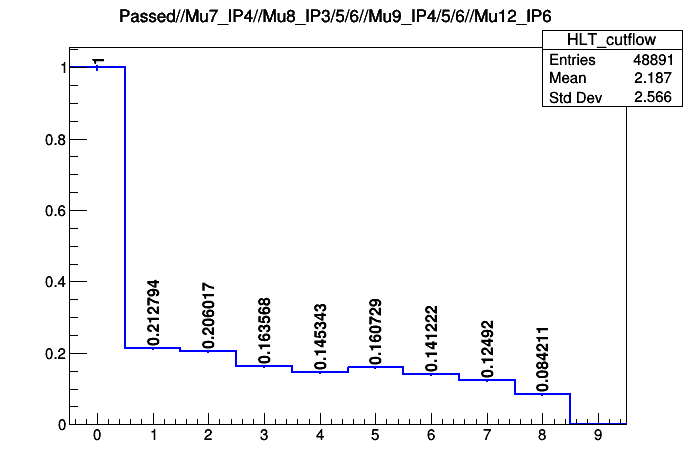 Passed//Mu7_IP4//Mu8_IP3/5/6//Mu9_IP4/5/6//Mu12_IP6
HLT_cutflow
Entries 48891
Mean 2.187
Std Dev 2.566
1
0.8
0.6
0.4
0.2
0
1
0.212794
0.206017
0.163568
0.145343
0.160729
0.141222
0.12492
0.084211
0 1 2 3 4 5 6 7 8 9